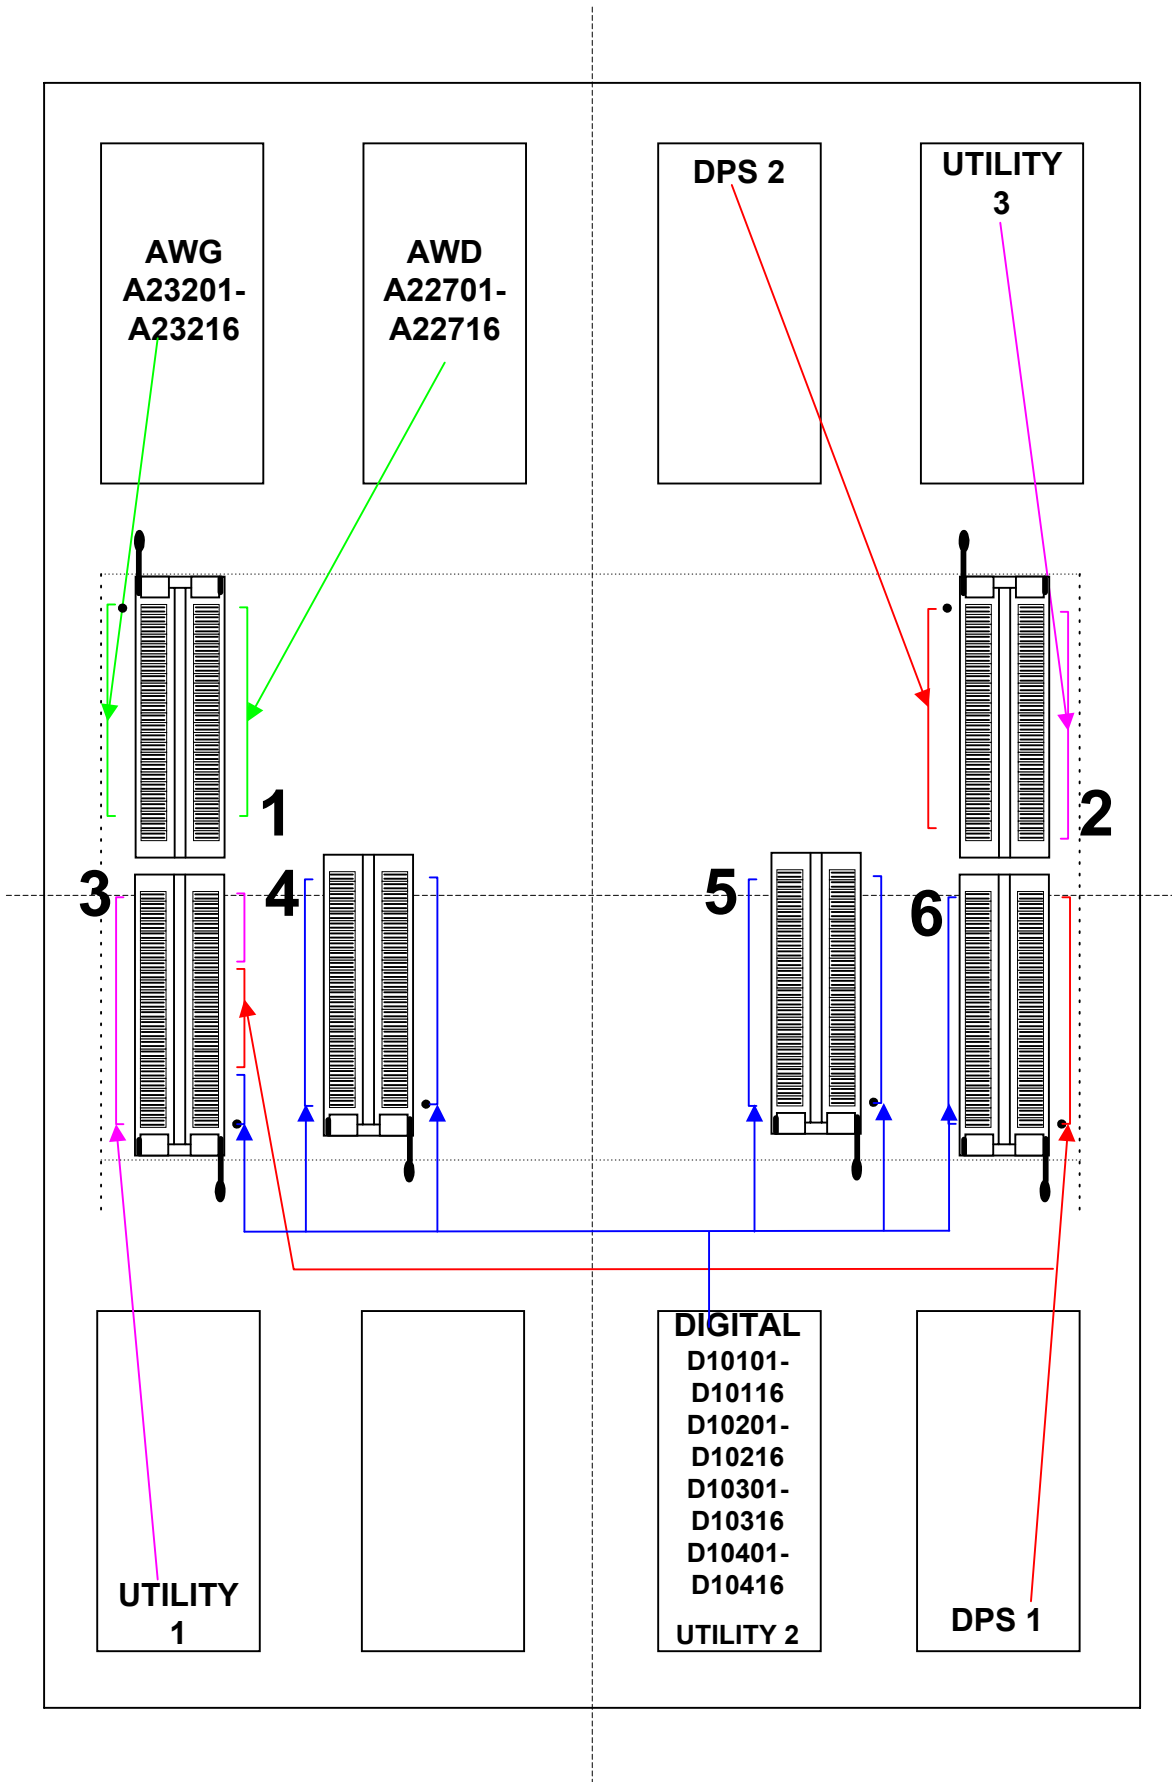 AWG
A23201-
A23216
AWD
A22701-
A22716
DPS 2
UTILITY
3
1
2
3
4
5
6
UTILITY
1
DIGITAL
D10101-
D10116
D10201-
D10216
D10301-
D10316
D10401-
D10416
UTILITY 2
DPS 1